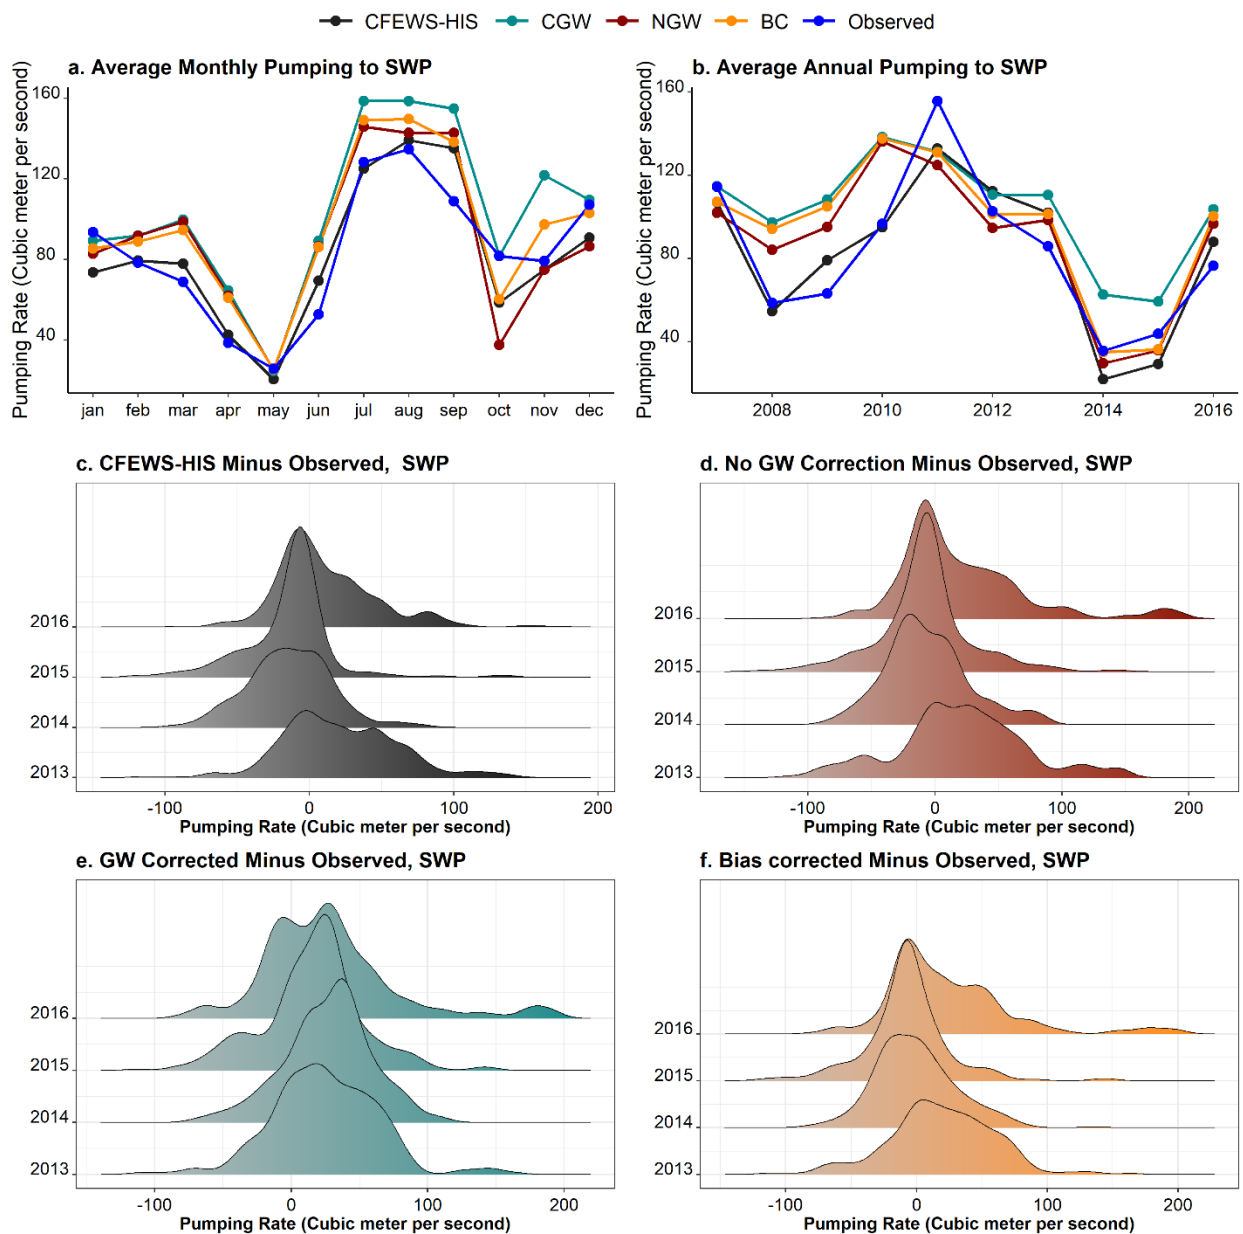 CFEWS-HIS CGW NGW BC Observed
a. Average Monthly Pumping to SWP
Pumping Rate (Cubic meter per second)
160
120
80
40
jan feb mar apr may jun jul aug sep oct nov dec
b. Average Annual Pumping to SWP
Pumping Rate (Cubic meter per second)
160
120
80
40
2008 2010 2012 2014 2016
c. CFEWS-HIS Minus Observed, SWP
2016
2015
2014
2013
-100 0 100 200
Pumping Rate (Cubic meter per second)
d. No GW Correction Minus Observed, SWP
2016
2015
2014
2013
-100 0 100 200
Pumping Rate (Cubic meter per second)
e. GW Corrected Minus Observed, SWP
2016
2015
2014
2013
-100 0 100 200
Pumping Rate (Cubic meter per second)
f. Bias corrected Minus Observed, SWP
2016
2015
2014
2013
-100 0 100 200
Pumping Rate (Cubic meter per second)